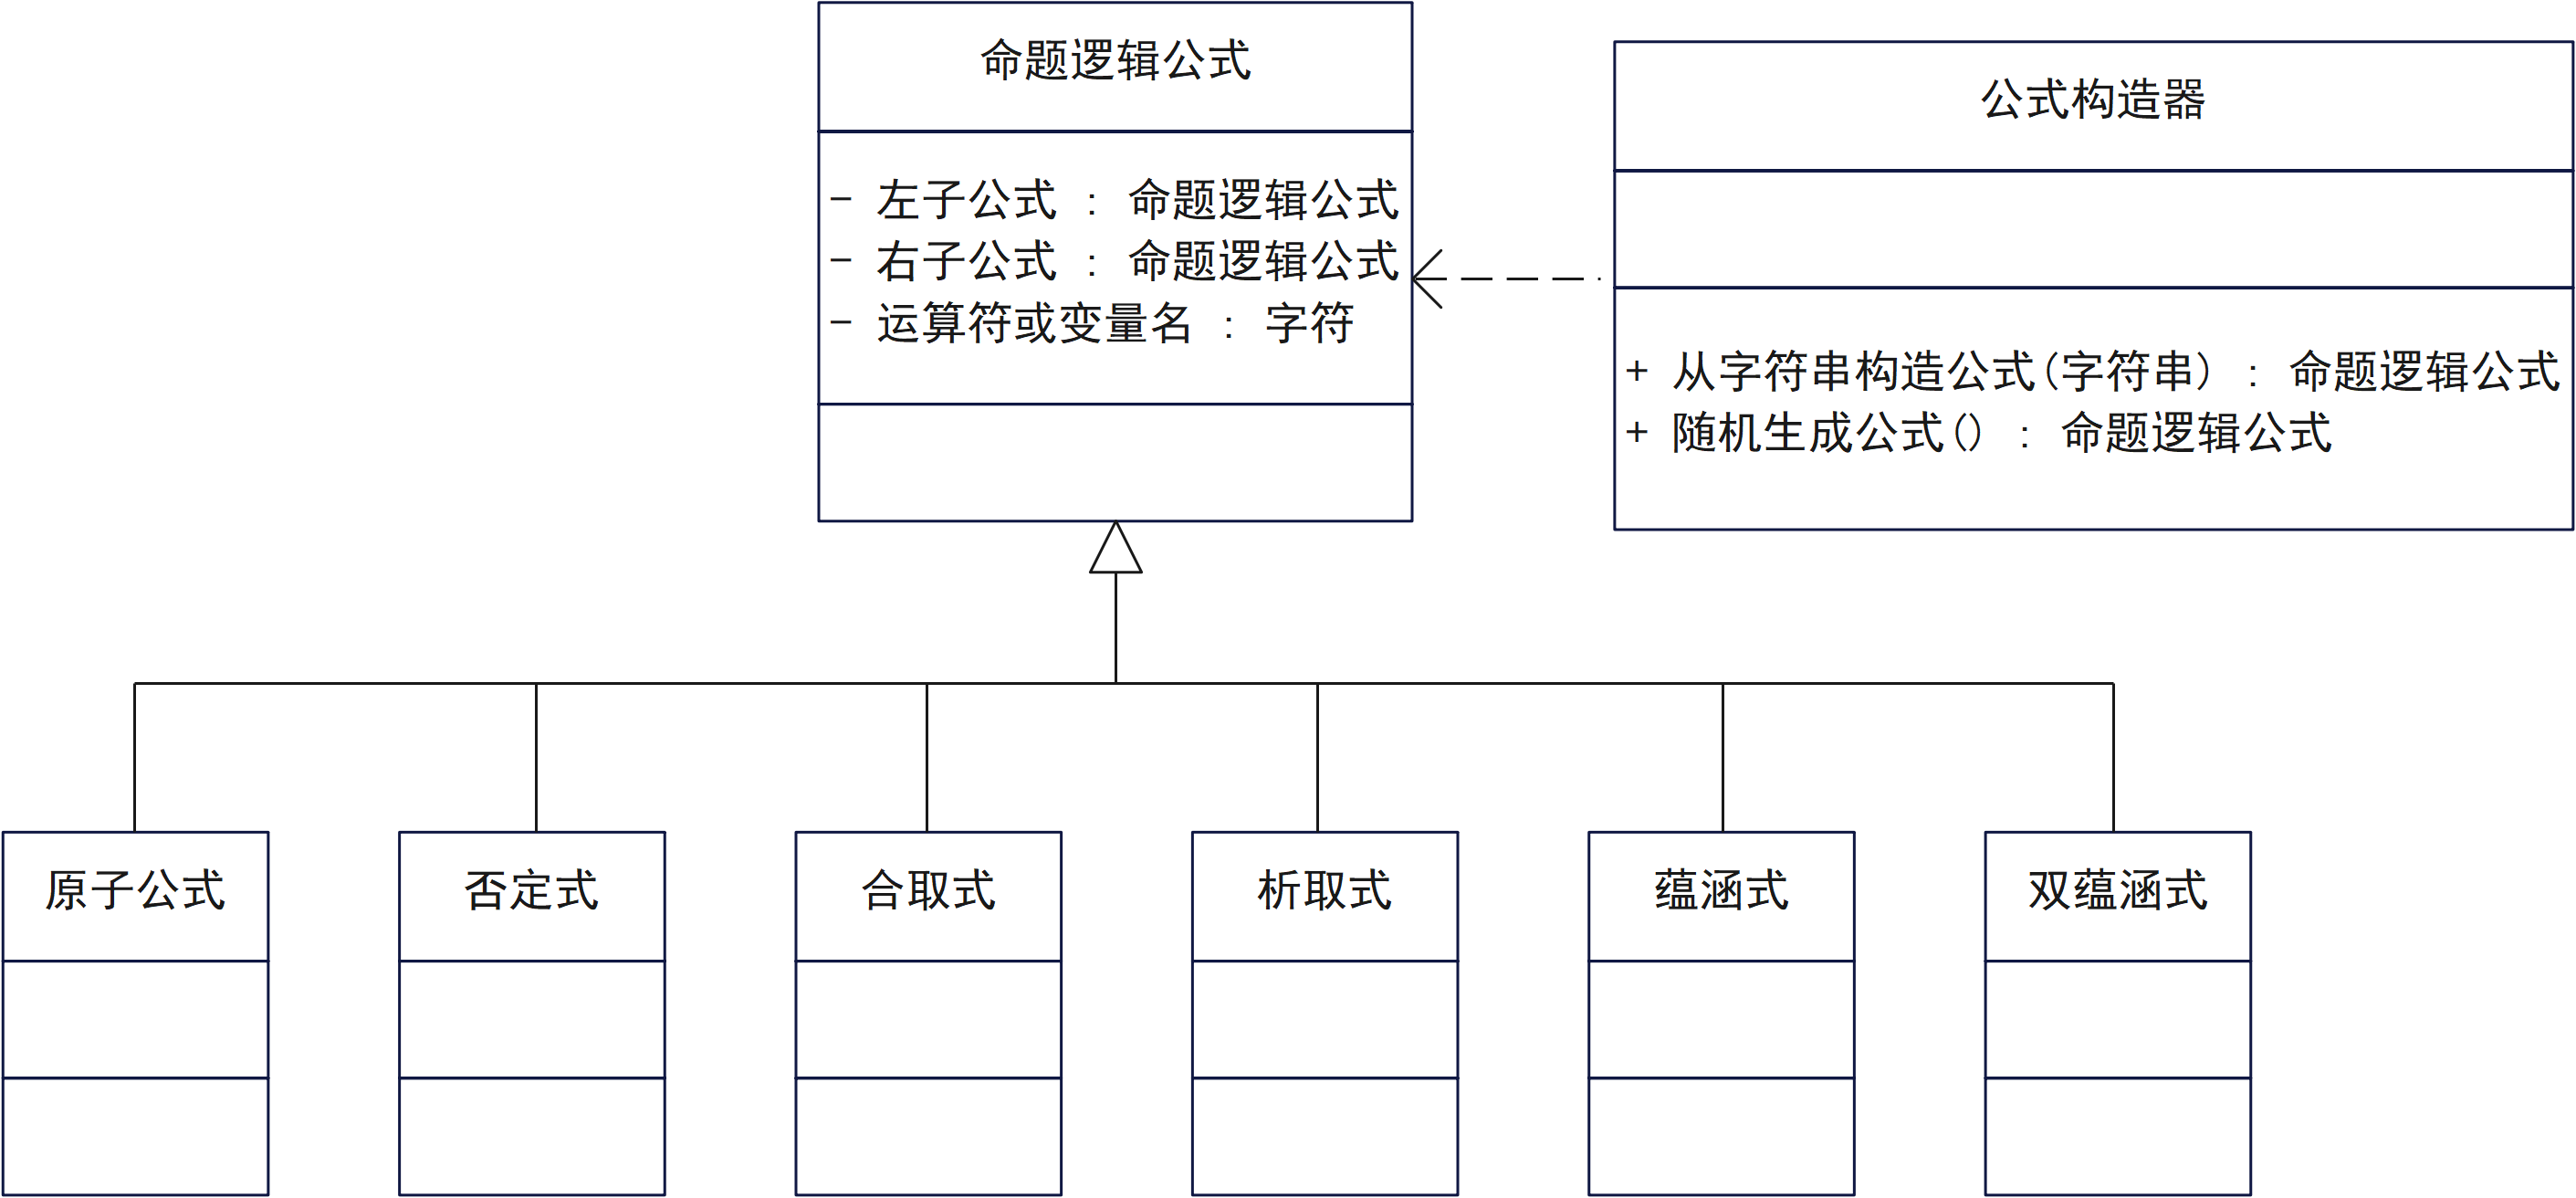 命题逻辑公式
- 左子公式 : 命题逻辑公式
- 右子公式 : 命题逻辑公式
- 运算符或变量名 : 字符
公式构造器
+ 从字符串构造公式(字符串) : 命题逻辑公式
+ 随机生成公式() : 命题逻辑公式
原子公式
否定式
合取式
析取式
蕴涵式
双蕴涵式